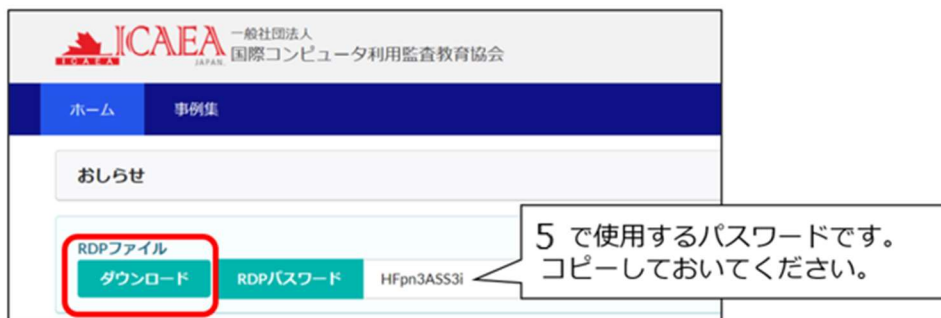 ICAEA
JAPAN.
ICAEA
一般社団法人
国際コンピュータ利用監査教育協会
ホーム 事例集
おしらせ
RDPファイル
ダウンロード RDPパスワード HFpn3ASS3i
5 で使用するパスワードです。
コピーしておいてください。